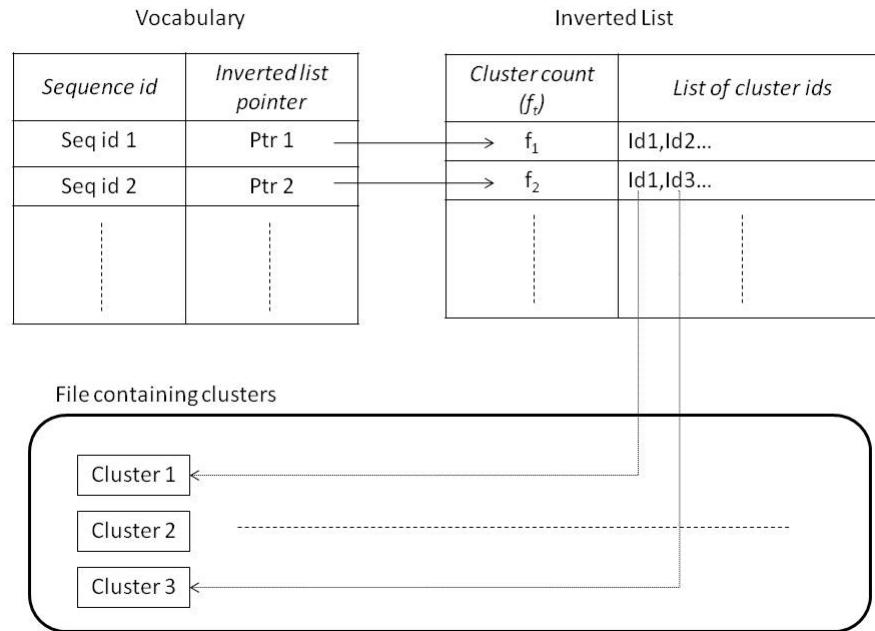 Vocabulary
Inverted List
Sequence id
Inverted list pointer
Cluster count (fₜ)
List of cluster ids
Seq id 1
Ptr 1
f₁
Id1,Id2...
Seq id 2
Ptr 2
f₂
Id1,Id3...
File containing clusters
Cluster 1
Cluster 2
Cluster 3